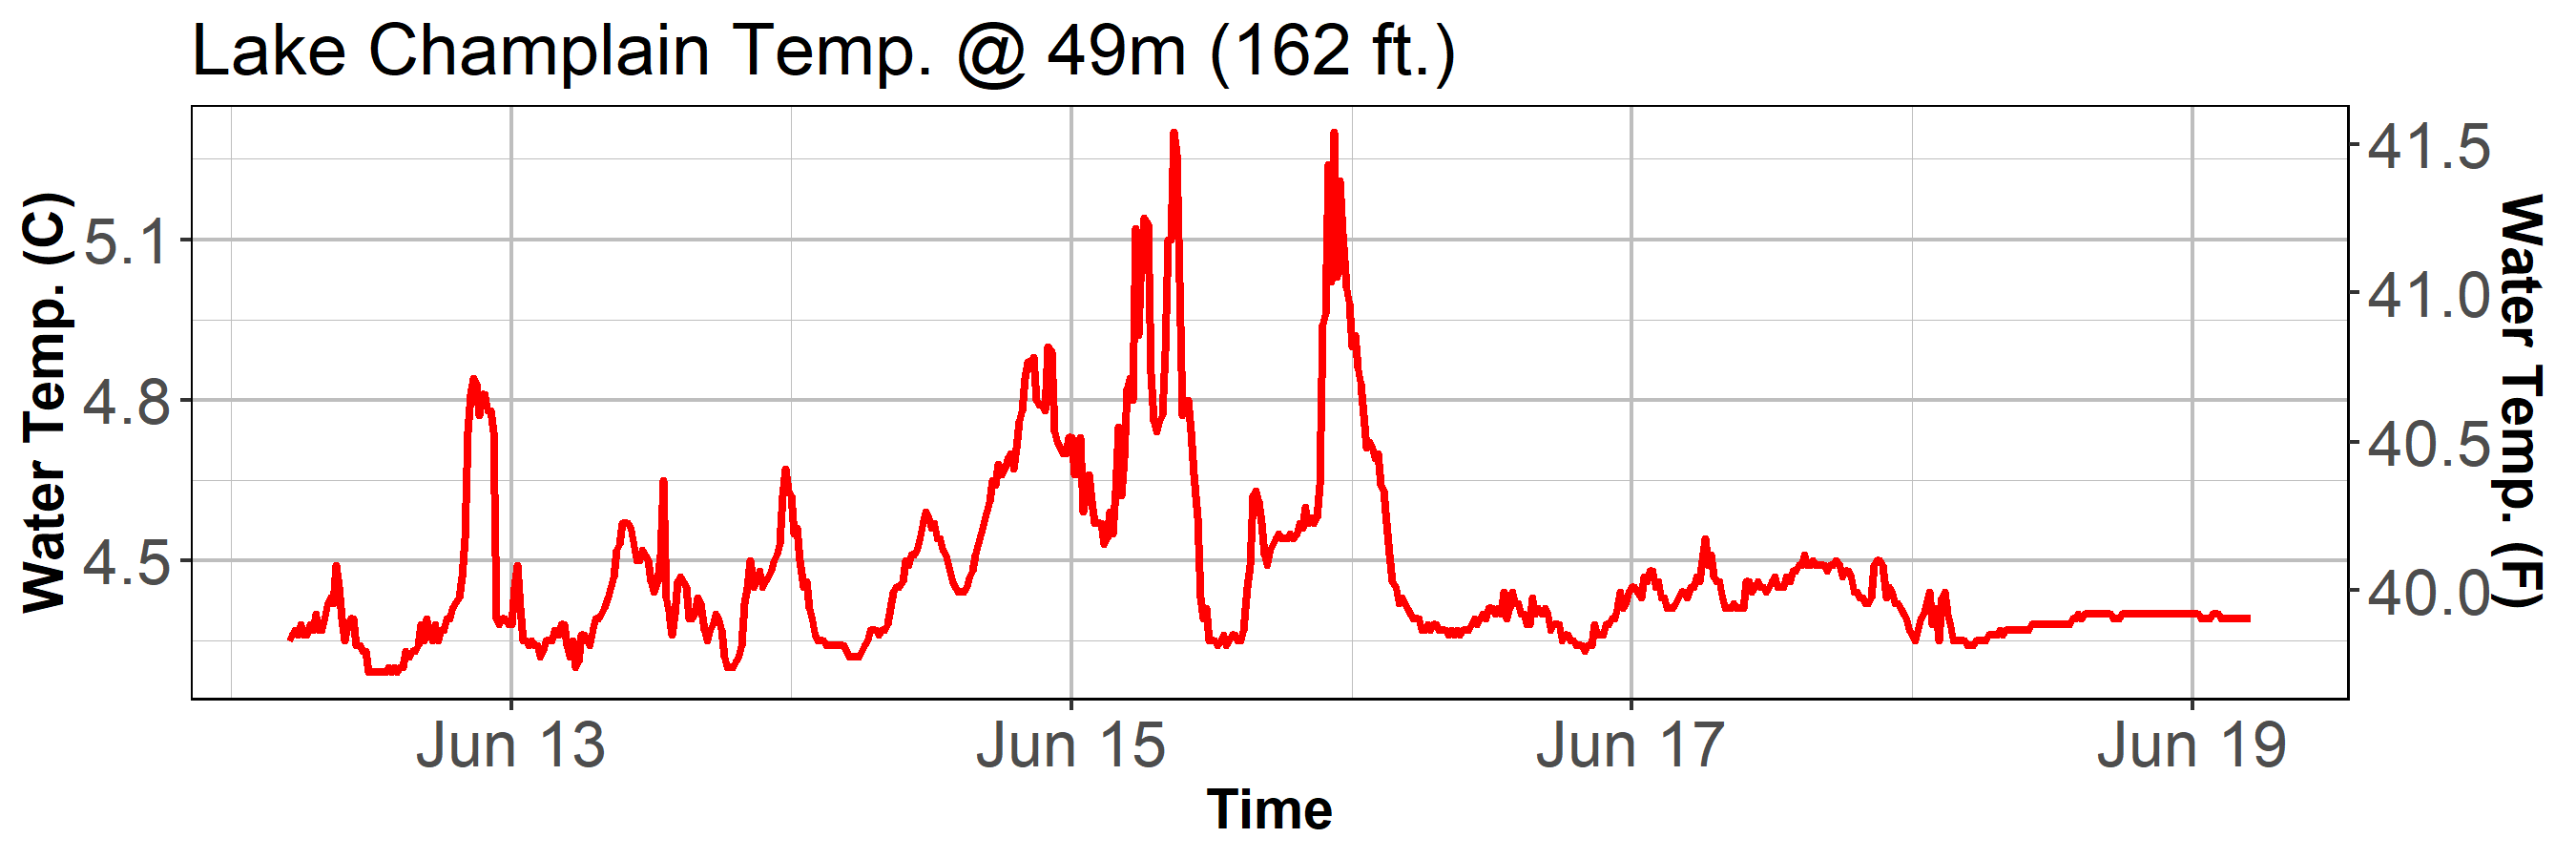 Lake Champlain Temp. @ 49m (162 ft.)
Water Temp. (C)
5.1
4.8
4.5
41.5
41.0
40.5
40.0
Water Temp. (F)
Jun 13
Jun 15
Jun 17
Jun 19
Time